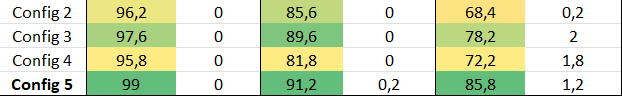 Config 2 96,2 0 85,6 0 68,4 0,2
Config 3 97,6 0 89,6 0 78,2 2
Config 4 95,8 0 81,8 0 72,2 1,8
Config 5 99 0 91,2 0,2 85,8 1,2